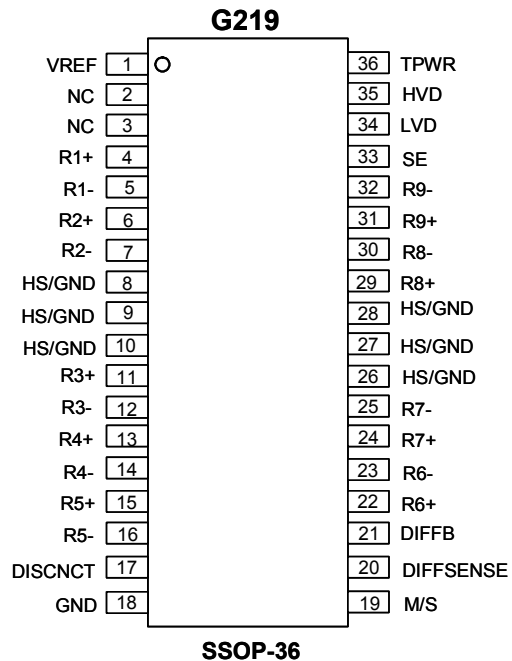 G219
VREF 1 36 TPWR
NC 2 35 HVD
NC 3 34 LVD
R1+ 4 33 SE
R1- 5 32 R9-
R2+ 6 31 R9+
R2- 7 30 R8-
HS/GND 8 29 R8+
HS/GND 9 28 HS/GND
HS/GND 10 27 HS/GND
R3+ 11 26 HS/GND
R3- 12 25 R7-
R4+ 13 24 R7+
R4- 14 23 R6-
R5+ 15 22 R6+
R5- 16 21 DIFFB
DISCNCT 17 20 DIFFSENSE
GND 18 19 M/S
SSOP-36